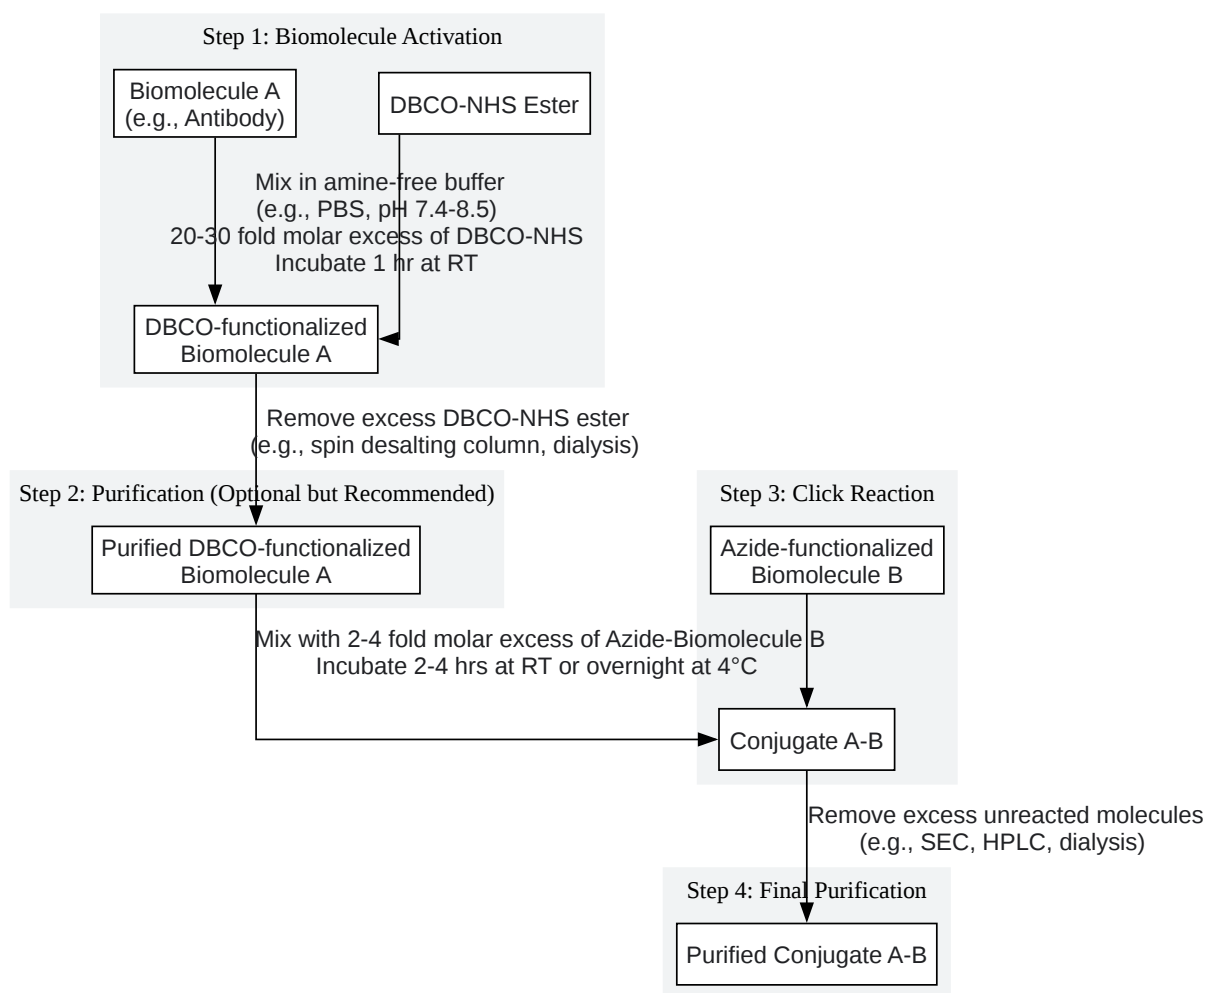 Step 1: Biomolecule Activation
Biomolecule A
(e.g., Antibody)
DBCO-NHS Ester
Mix in amine-free buffer
(e.g., PBS, pH 7.4-8.5)
20-30 fold molar excess of DBCO-NHS
Incubate 1 hr at RT
DBCO-functionalized
Biomolecule A
Remove excess DBCO-NHS ester
(e.g., spin desalting column, dialysis)
Step 2: Purification (Optional but Recommended)
Purified DBCO-functionalized
Biomolecule A
Step 3: Click Reaction
Azide-functionalized
Biomolecule B
Mix with 2-4 fold molar excess of Azide-Biomolecule B
Incubate 2-4 hrs at RT or overnight at 4°C
Conjugate A-B
Remove excess unreacted molecules
(e.g., SEC, HPLC, dialysis)
Step 4: Final Purification
Purified Conjugate A-B